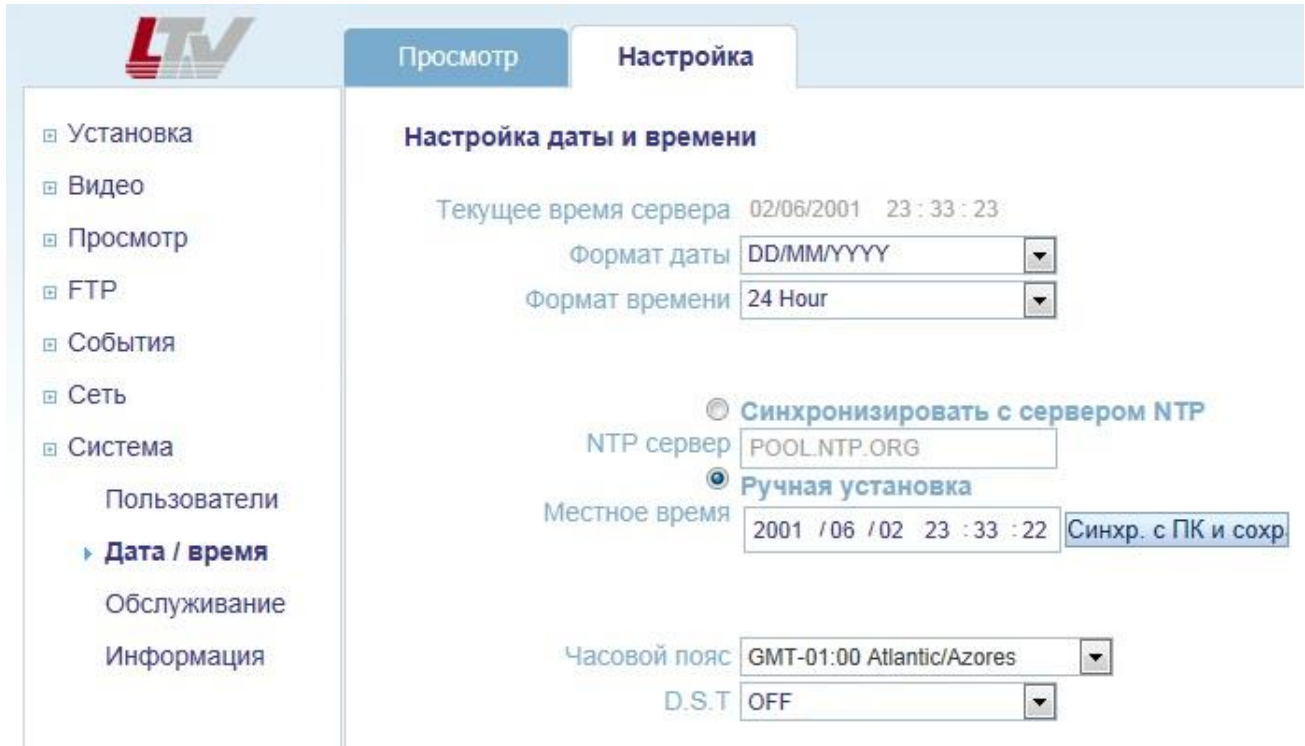 LTV
Просмотр
Настройка
Установка
Видео
Просмотр
FTP
События
Сеть
Система
Пользователи
Дата / время
Обслуживание
Информация
Настройка даты и времени
Текущее время сервера 02/06/2001 23 : 33 : 23
Формат даты DD/MM/YYYY
Формат времени 24 Hour
Синхронизировать с сервером NTP
NTP сервер POOL.NTP.ORG
Ручная установка
Местное время 2001 / 06 / 02 23 : 33 : 22 Синхр. с ПК и сохр
Часовой пояс GMT-01:00 Atlantic/Azores
D.S.T OFF